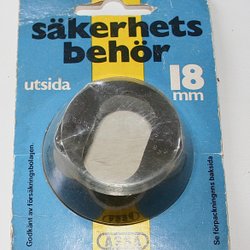 säkerhets
behör
utsida
18
mm
Godkänt av försäkringsbolagen.
Se förpackningens baksida
ASSA